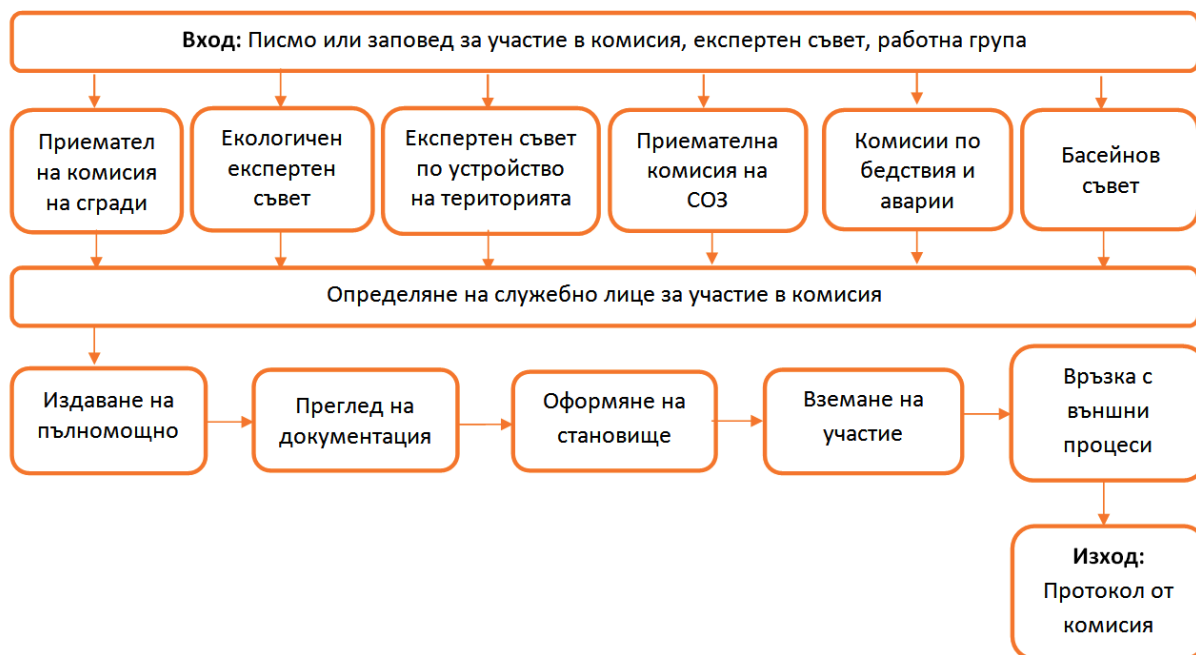 Вход: Писмо или заповед за участие в комисия, експертен съвет, работна група
Приемател
на комисия
на сгради
Екологичен
експертен
съвет
Експертен съвет
по устройство
на територията
Приемателна
комисия на
СОЗ
Комисии по
бедствия и
аварии
Басейнов
съвет
Определяне на служебно лице за участие в комисия
Издаване на
пълномощно
Преглед на
документация
Оформяне на
становище
Вземане на
участие
Връзка с
външни
процеси
Изход:
Протокол от
комисия